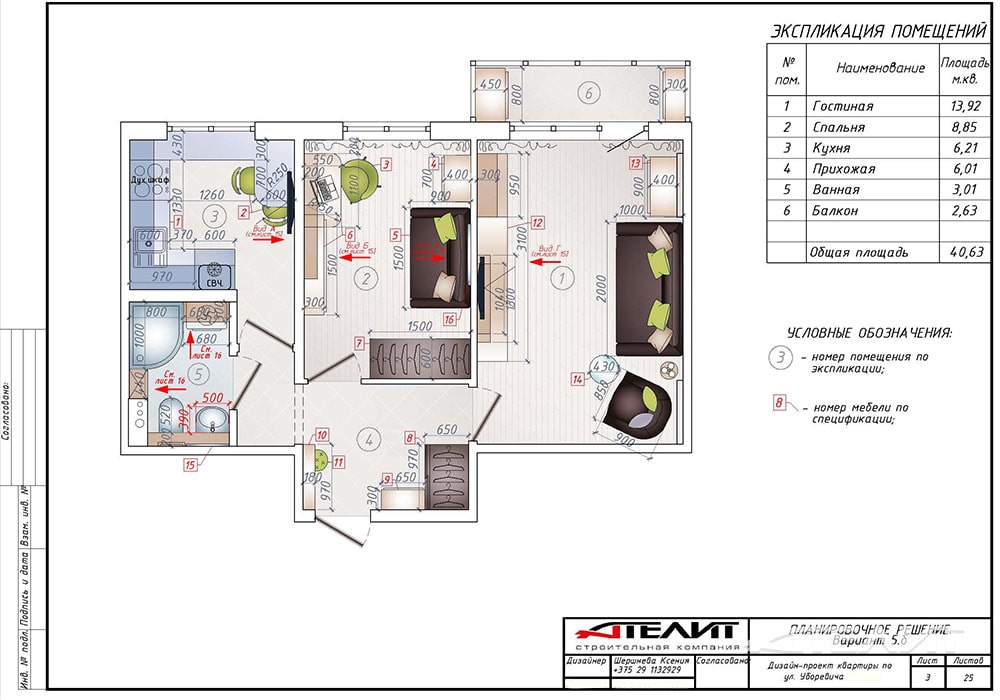 ЭКСПЛИКАЦИЯ ПОМЕЩЕНИЙ
№ пом. Наименование Площадь м.кв.
1 Гостиная 13,92
2 Спальня 8,85
3 Кухня 6,21
4 Прихожая 6,01
5 Ванная 3,01
6 Балкон 2,63
Общая площадь 40,63
УСЛОВНЫЕ ОБОЗНАЧЕНИЯ:
3 – номер помещения по
экспликации;
8 – номер мебели по
спецификации;
450 800 6 800 300
430 300 200 550 3 4 13
Дух.шкаф 700 R250 200 1100 700 400 300 950 400
1260 600 900 1000
1330 3 2 6 5 12
1 Вид А
(см.лист 15)
Вид Б
(см.лист 15)
Вид Г
(см.лист 15)
600 370 600 1500 2 1500 3100 1 2000
970 СВЧ 300 16
800 1500
1000 680 7 600
См.
лист 16
См.
лист 16
5 14 430
500 850
520 390 4 650 900
10 8
15 11 970
180 9 650
970 300
Согласовано:
Взам. инв. №
Подпись и дата
Инв. № подл.
АТЕЛИТ
строительная компания
ПЛАНИРОВОЧНОЕ РЕШЕНИЕ
Вариант 5.б
Дизайнер Шершнева Ксения
+375 29 1132929
Согласовано
Дизайн-проект квартиры по
ул. Уборевича
Лист Листов
3 25